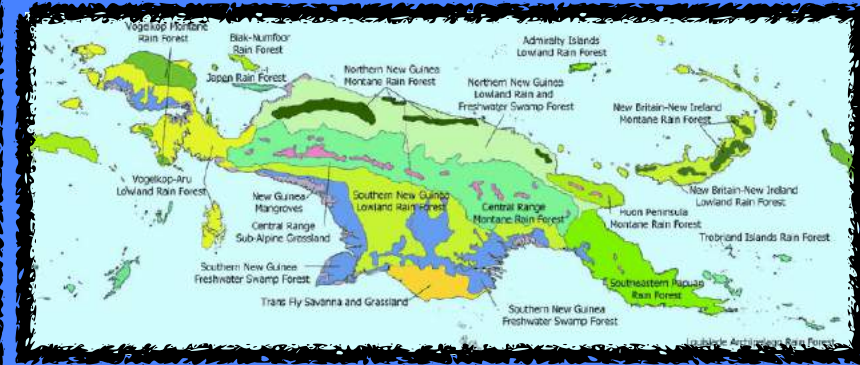 Vogelkop Montane
Rain Forest
Biak-Numfoor
Rain Forest
Japen Rain Forest
Northern New Guinea
Montane Rain Forest
Admiralty Islands
Lowland Rain Forest
Northern New Guinea
Lowland Rain and
Freshwater Swamp Forest
New Britain-New Ireland
Montane Rain Forest
Vogelkop-Aru
Lowland Rain Forest
New Guinea
Mangroves
Southern New Guinea
Lowland Rain Forest
Central Range
Montane Rain Forest
New Britain-New Ireland
Lowland Rain Forest
Huon Peninsula
Montane Rain Forest
Central Range
Sub-Alpine Grassland
Trobriand Islands Rain Forest
Southern New Guinea
Freshwater Swamp Forest
Trans Fly Savanna and Grassland
Southeastern Papuan
Rain Forest
Southern New Guinea
Freshwater Swamp Forest
Louisiade Archipelago Rain Forest